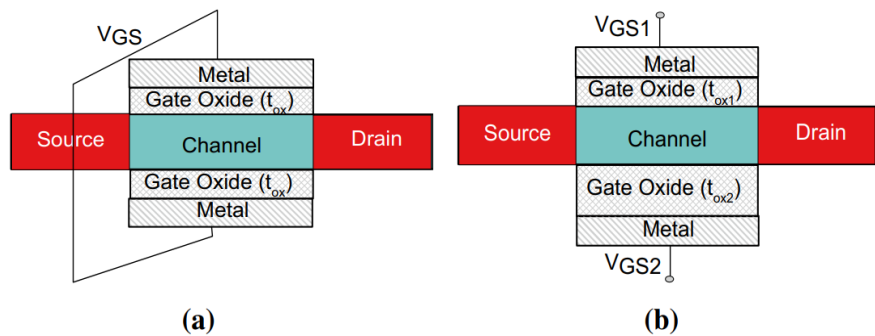 VGS
Metal
Gate Oxide (tox)
Source
Channel
Drain
Gate Oxide (tox)
Metal
(a)
VGS1
Metal
Gate Oxide (tox1)
Source
Channel
Drain
Gate Oxide (tox2)
Metal
VGS2
(b)